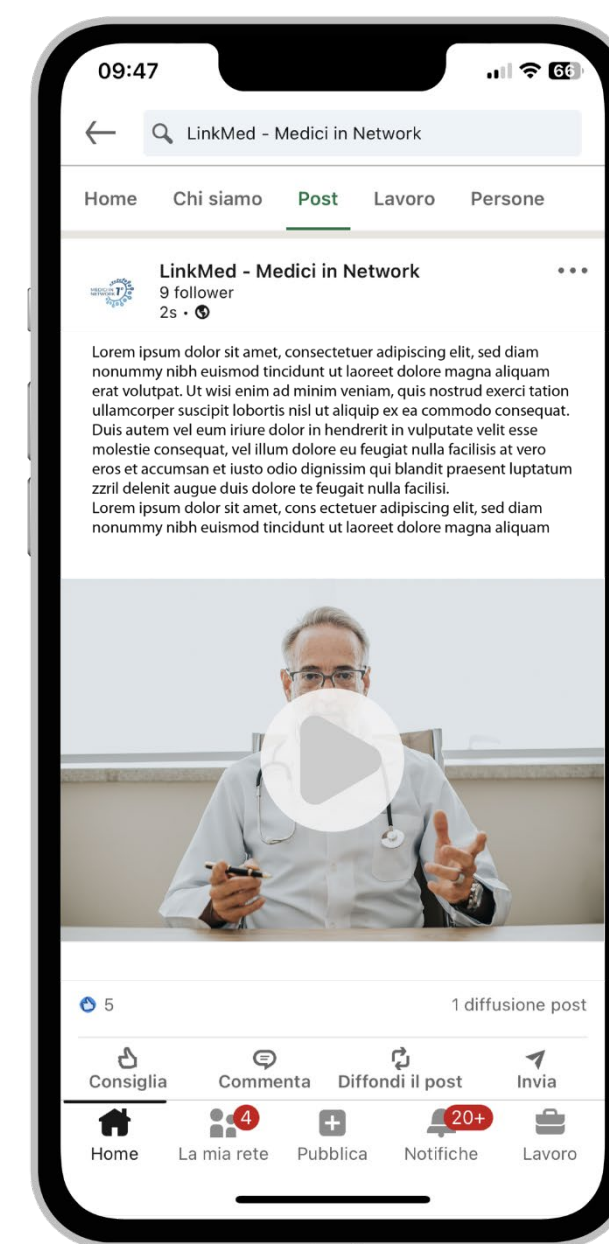 09:47
66
LinkMed - Medici in Network
Home Chi siamo Post Lavoro Persone
LinkMed - Medici in Network
9 follower
2s •
Lorem ipsum dolor sit amet, consectetuer adipiscing elit, sed diam
nonummy nibh euismod tincidunt ut laoreet dolore magna aliquam
erat volutpat. Ut wisi enim ad minim veniam, quis nostrud exerci tation
ullamcorper suscipit lobortis nisl ut aliquip ex ea commodo consequat.
Duis autem vel eum iriure dolor in hendrerit in vulputate velit esse
molestie consequat, vel illum dolore eu feugiat nulla facilisis at vero
eros et accumsan et iusto odio dignissim qui blandit praesent luptatum
zzril delenit augue duis dolore te feugait nulla facilisi.
Lorem ipsum dolor sit amet, cons ectetuer adipiscing elit, sed diam
nonummy nibh euismod tincidunt ut laoreet dolore magna aliquam
5 1 diffusione post
Consiglia Commenta Diffondi il post Invia
4 20+
Home La mia rete Pubblica Notifiche Lavoro